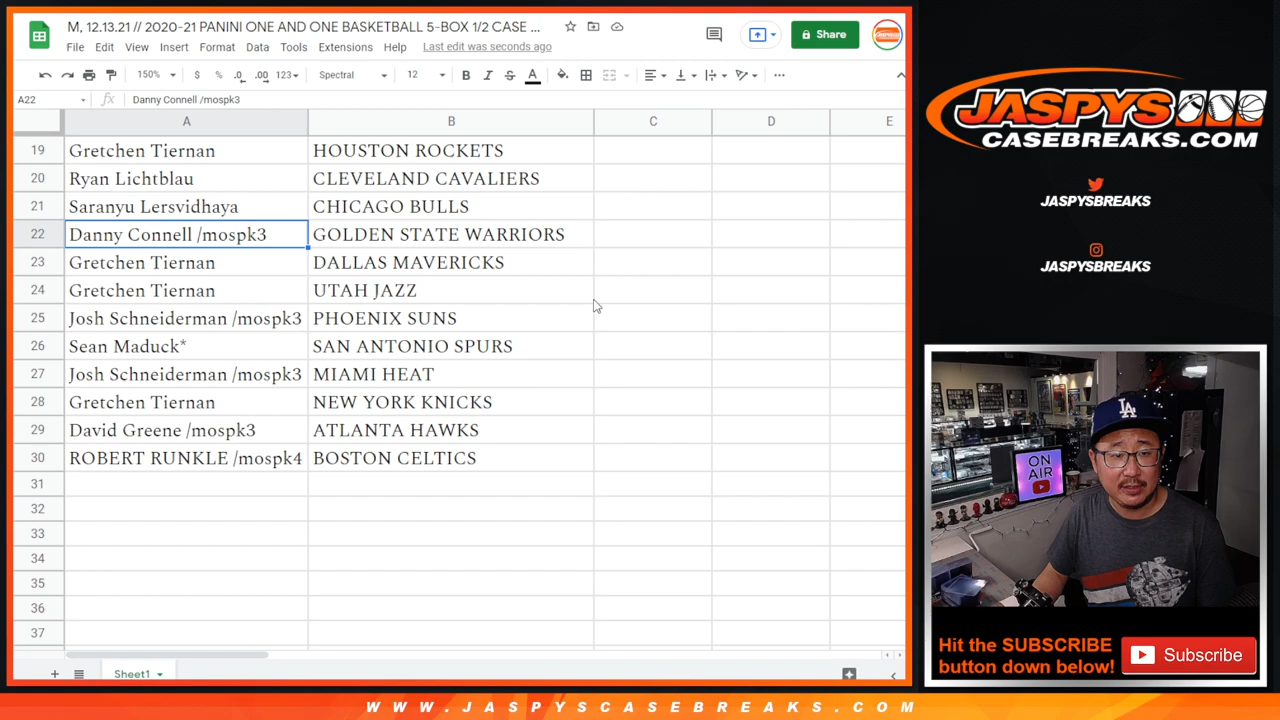 M, 12.13.21 // 2020-21 PANINI ONE AND ONE BASKETBALL 5-BOX 1/2 CASE ...
File Edit View Insert Format Data Tools Extensions Help Last edit was seconds ago
Share
150% $ % .0 .00 123 Spectral 12 B I S A
A22 fx Danny Connell /mospk3
A B C D E
19 Gretchen Tiernan HOUSTON ROCKETS
20 Ryan Lichtblau CLEVELAND CAVALIERS
21 Saranyu Lersvidhaya CHICAGO BULLS
22 Danny Connell /mospk3 GOLDEN STATE WARRIORS
23 Gretchen Tiernan DALLAS MAVERICKS
24 Gretchen Tiernan UTAH JAZZ
25 Josh Schneiderman /mospk3 PHOENIX SUNS
26 Sean Maduck* SAN ANTONIO SPURS
27 Josh Schneiderman /mospk3 MIAMI HEAT
28 Gretchen Tiernan NEW YORK KNICKS
29 David Greene /mospk3 ATLANTA HAWKS
30 ROBERT RUNKLE /mospk4 BOSTON CELTICS
31
32
33
34
35
36
37
Sheet1
JASPYS
CASEBREAKS.COM
JASPYSBREAKS
JASPYSBREAKS
LA
ON
AIR
Hit the SUBSCRIBE
button down below!
Subscribe
WWW.JASPYSCASEBREAKS.COM